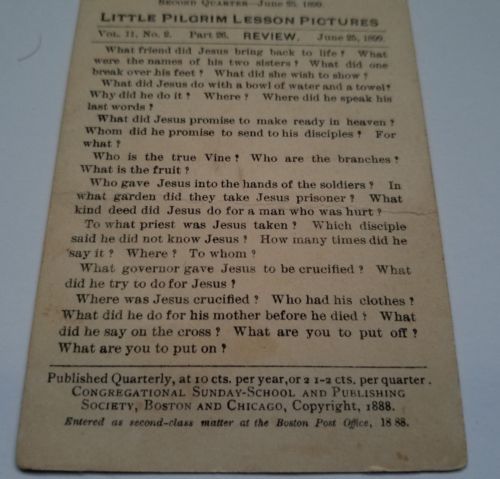 Second Quarter—June 25, 1899.
Little Pilgrim Lesson Pictures
Vol. 11, No. 2. Part 26. REVIEW. June 25, 1899.
What friend did Jesus bring back to life? What
were the names of his two sisters? What did one
break over his feet? What did she wish to show?
What did Jesus do with a bowl of water and a towel?
Why did he do it? Where? Where did he speak his
last words?
What did Jesus promise to make ready in heaven?
Whom did he promise to send to his disciples? For
what?
Who is the true Vine? Who are the branches?
What is the fruit?
Who gave Jesus into the hands of the soldiers? In
what garden did they take Jesus prisoner? What
kind deed did Jesus do for a man who was hurt?
To what priest was Jesus taken? Which disciple
said he did not know Jesus? How many times did he
say it? Where? To whom?
What governor gave Jesus to be crucified? What
did he try to do for Jesus?
Where was Jesus crucified? Who had his clothes?
What did he do for his mother before he died? What
did he say on the cross? What are you to put off?
What are you to put on?
Published Quarterly, at 10 cts. per year, or 2 1-2 cts. per quarter.
Congregational Sunday-School and Publishing
Society, Boston and Chicago, Copyright, 1888.
Entered as second-class matter at the Boston Post Office, 1888.